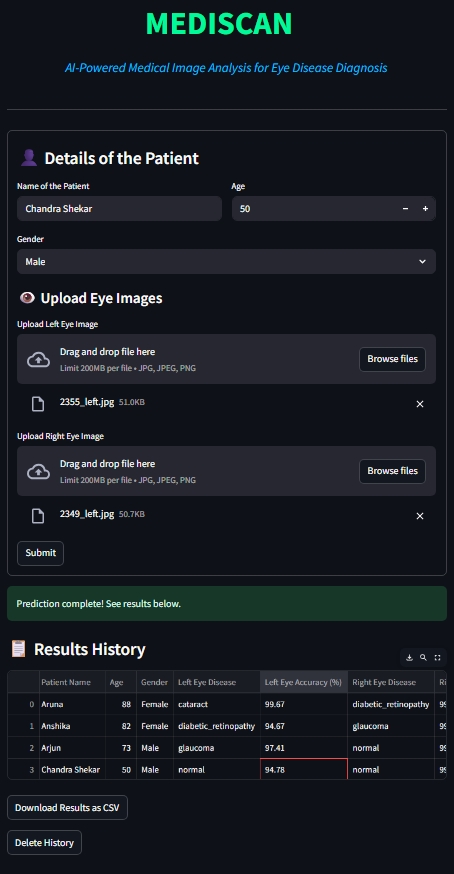 MEDISCAN
AI-Powered Medical Image Analysis for Eye Disease Diagnosis
Details of the Patient
Name of the Patient Age
Chandra Shekar 50 − +
Gender
Male
Upload Eye Images
Upload Left Eye Image
Drag and drop file here
Limit 200MB per file • JPG, JPEG, PNG
Browse files
2355_left.jpg 51.0KB
Upload Right Eye Image
Drag and drop file here
Limit 200MB per file • JPG, JPEG, PNG
Browse files
2349_left.jpg 50.7KB
Submit
Prediction complete! See results below.
Results History
Patient Name Age Gender Left Eye Disease Left Eye Accuracy (%) Right Eye Disease Ri
0 Aruna 88 Female cataract 99.67 diabetic_retinopathy 99
1 Anshika 82 Female diabetic_retinopathy 94.67 glaucoma
2 Arjun 73 Male glaucoma 97.41 normal 99
3 Chandra Shekar 50 Male normal 94.78 normal 99
Download Results as CSV
Delete History